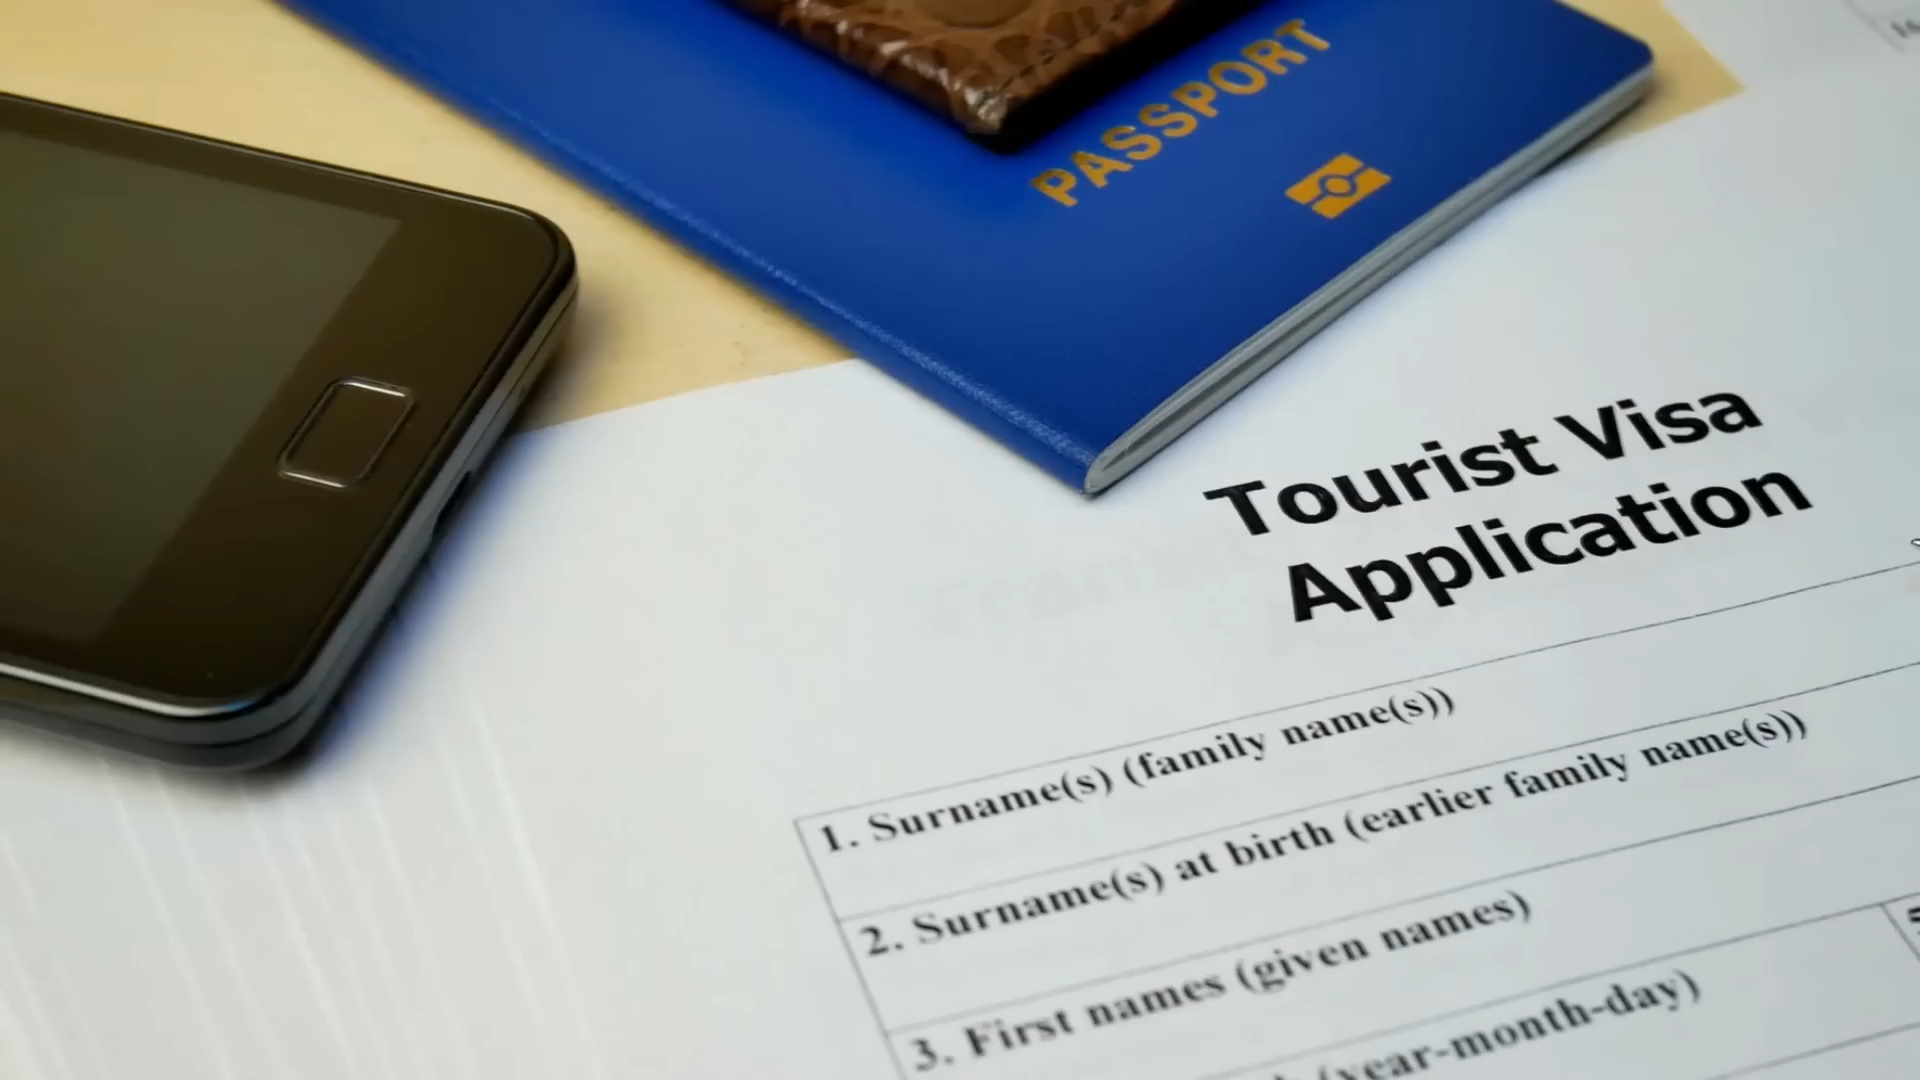 PASSPORT
Tourist Visa
Application
1. Surname(s) (family name(s))
2. Surname(s) at birth (earlier family name(s))
3. First names (given names)
(year-month-day)